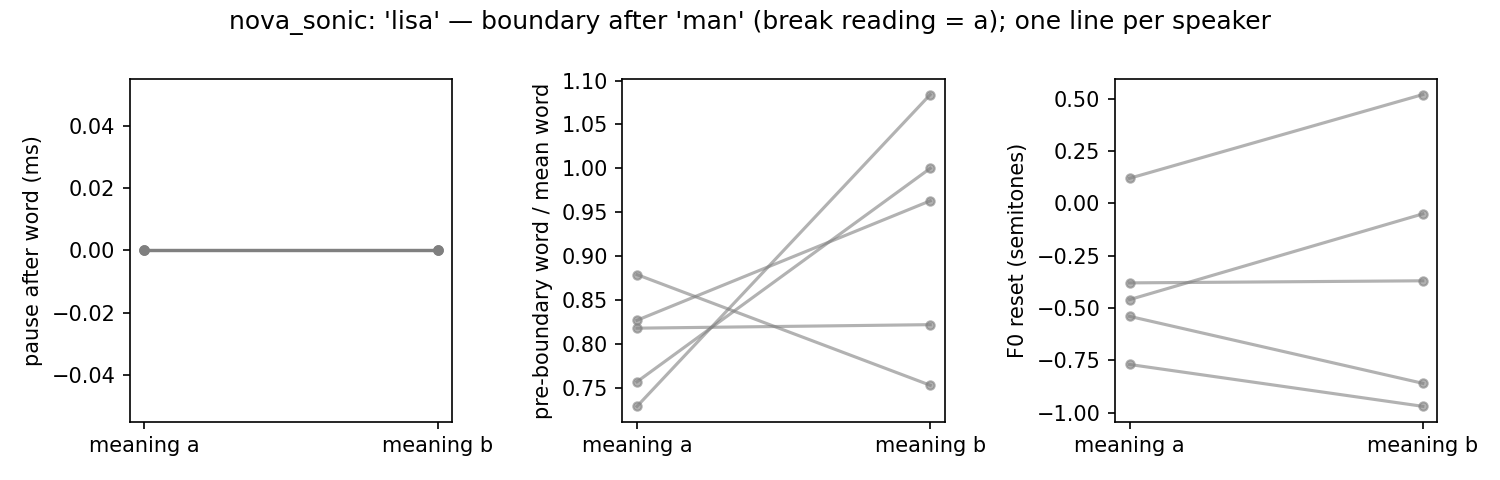 nova_sonic: 'lisa' — boundary after 'man' (break reading = a); one line per speaker
pause after word (ms)
0.04
0.02
0.00
−0.02
−0.04
meaning a
meaning b
pre-boundary word / mean word
1.10
1.05
1.00
0.95
0.90
0.85
0.80
0.75
meaning a
meaning b
F0 reset (semitones)
0.50
0.25
0.00
−0.25
−0.50
−0.75
−1.00
meaning a
meaning b